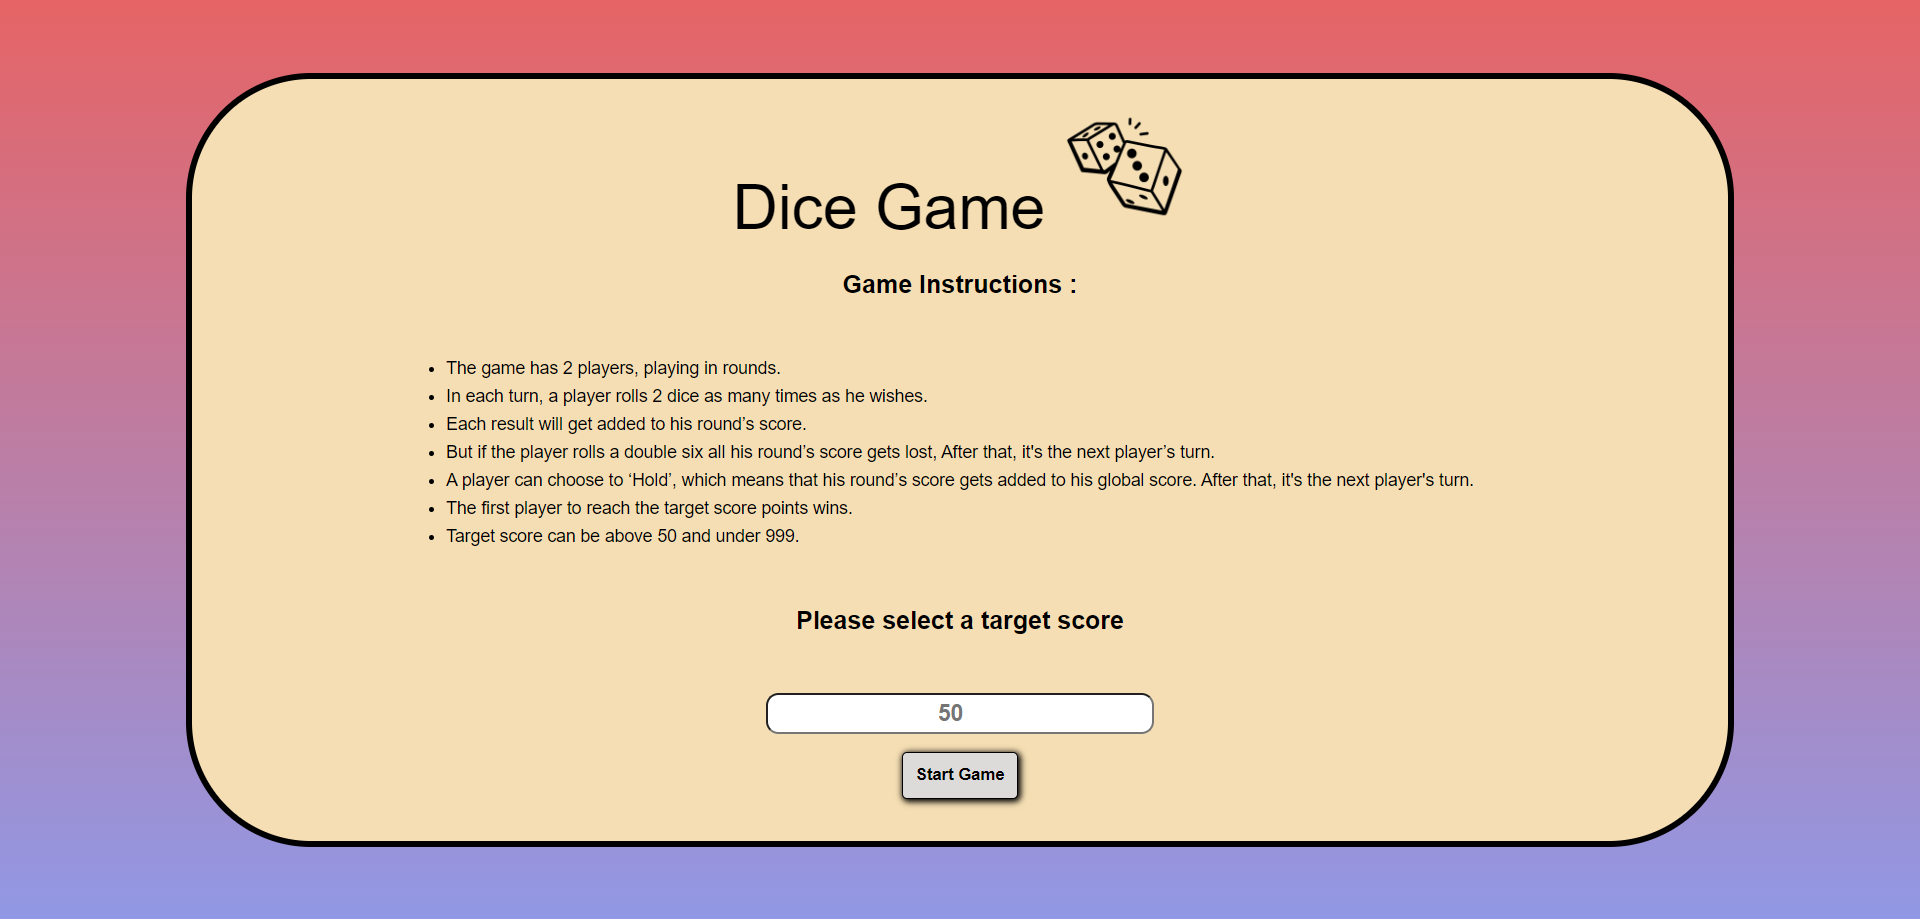 Dice Game
Game Instructions :
• The game has 2 players, playing in rounds.
• In each turn, a player rolls 2 dice as many times as he wishes.
• Each result will get added to his round’s score.
• But if the player rolls a double six all his round’s score gets lost, After that, it's the next player’s turn.
• A player can choose to ‘Hold’, which means that his round’s score gets added to his global score. After that, it's the next player's turn.
• The first player to reach the target score points wins.
• Target score can be above 50 and under 999.
Please select a target score
50
Start Game